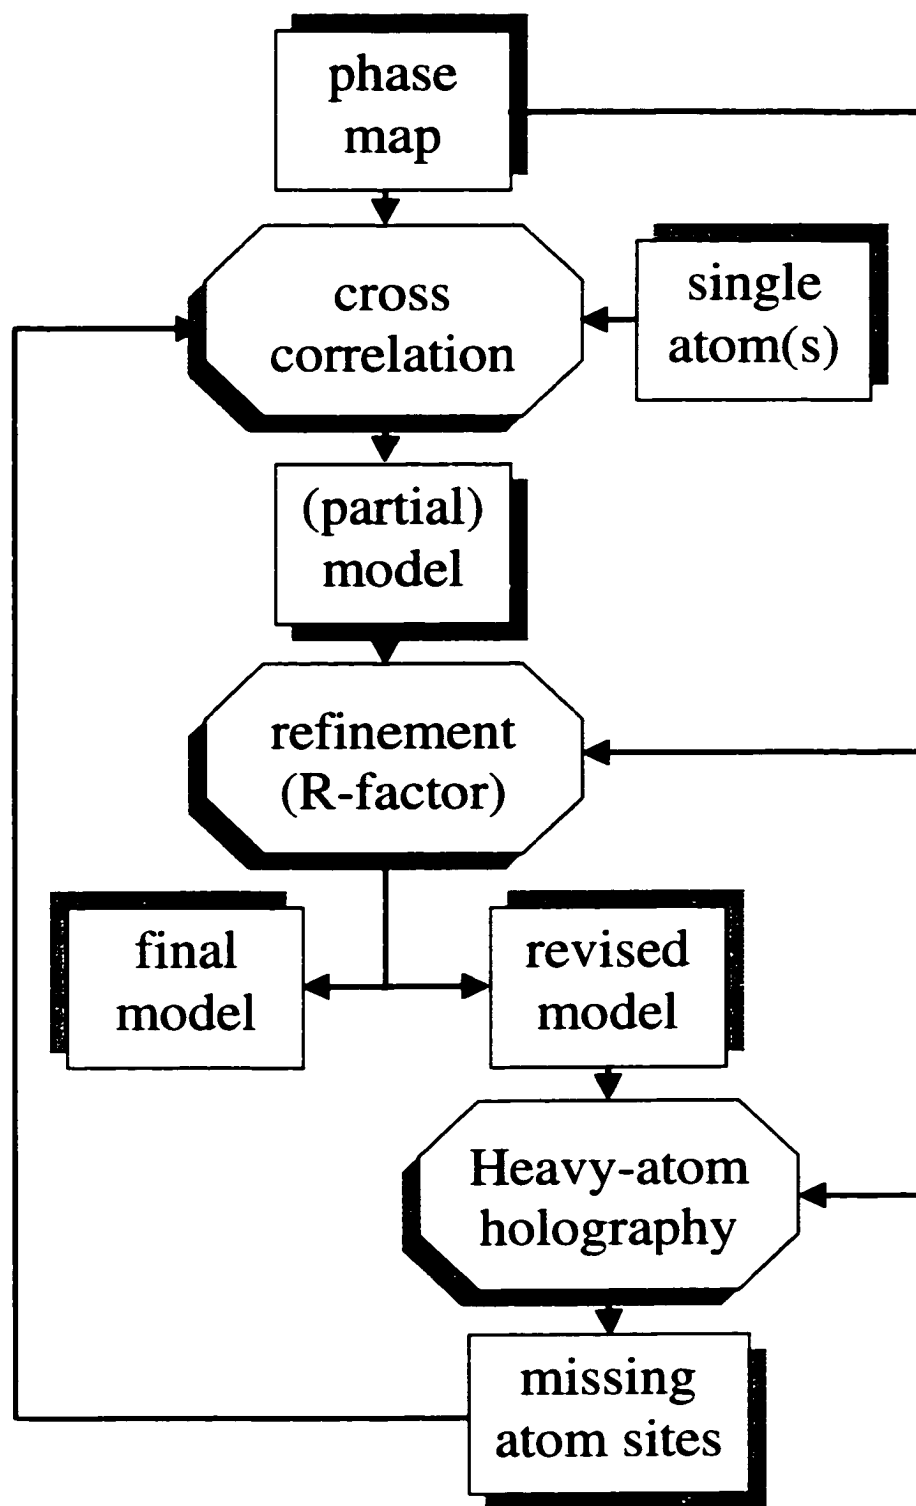 phase
map
cross
correlation
single
atom(s)
(partial)
model
refinement
(R-factor)
final
model
revised
model
Heavy-atom
holography
missing
atom sites